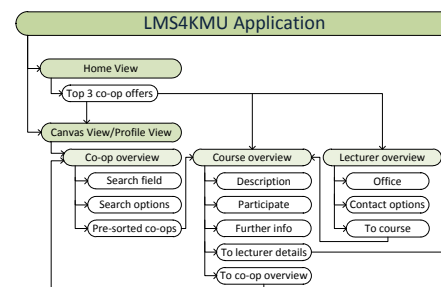 LMS4KMU Application
Home View
Top 3 co-op offers
Canvas View/Profile View
Co-op overview
Course overview
Lecturer overview
Search field
Description
Office
Search options
Participate
Contact options
Pre-sorted co-ops
Further info
To course
To lecturer details
To co-op overview